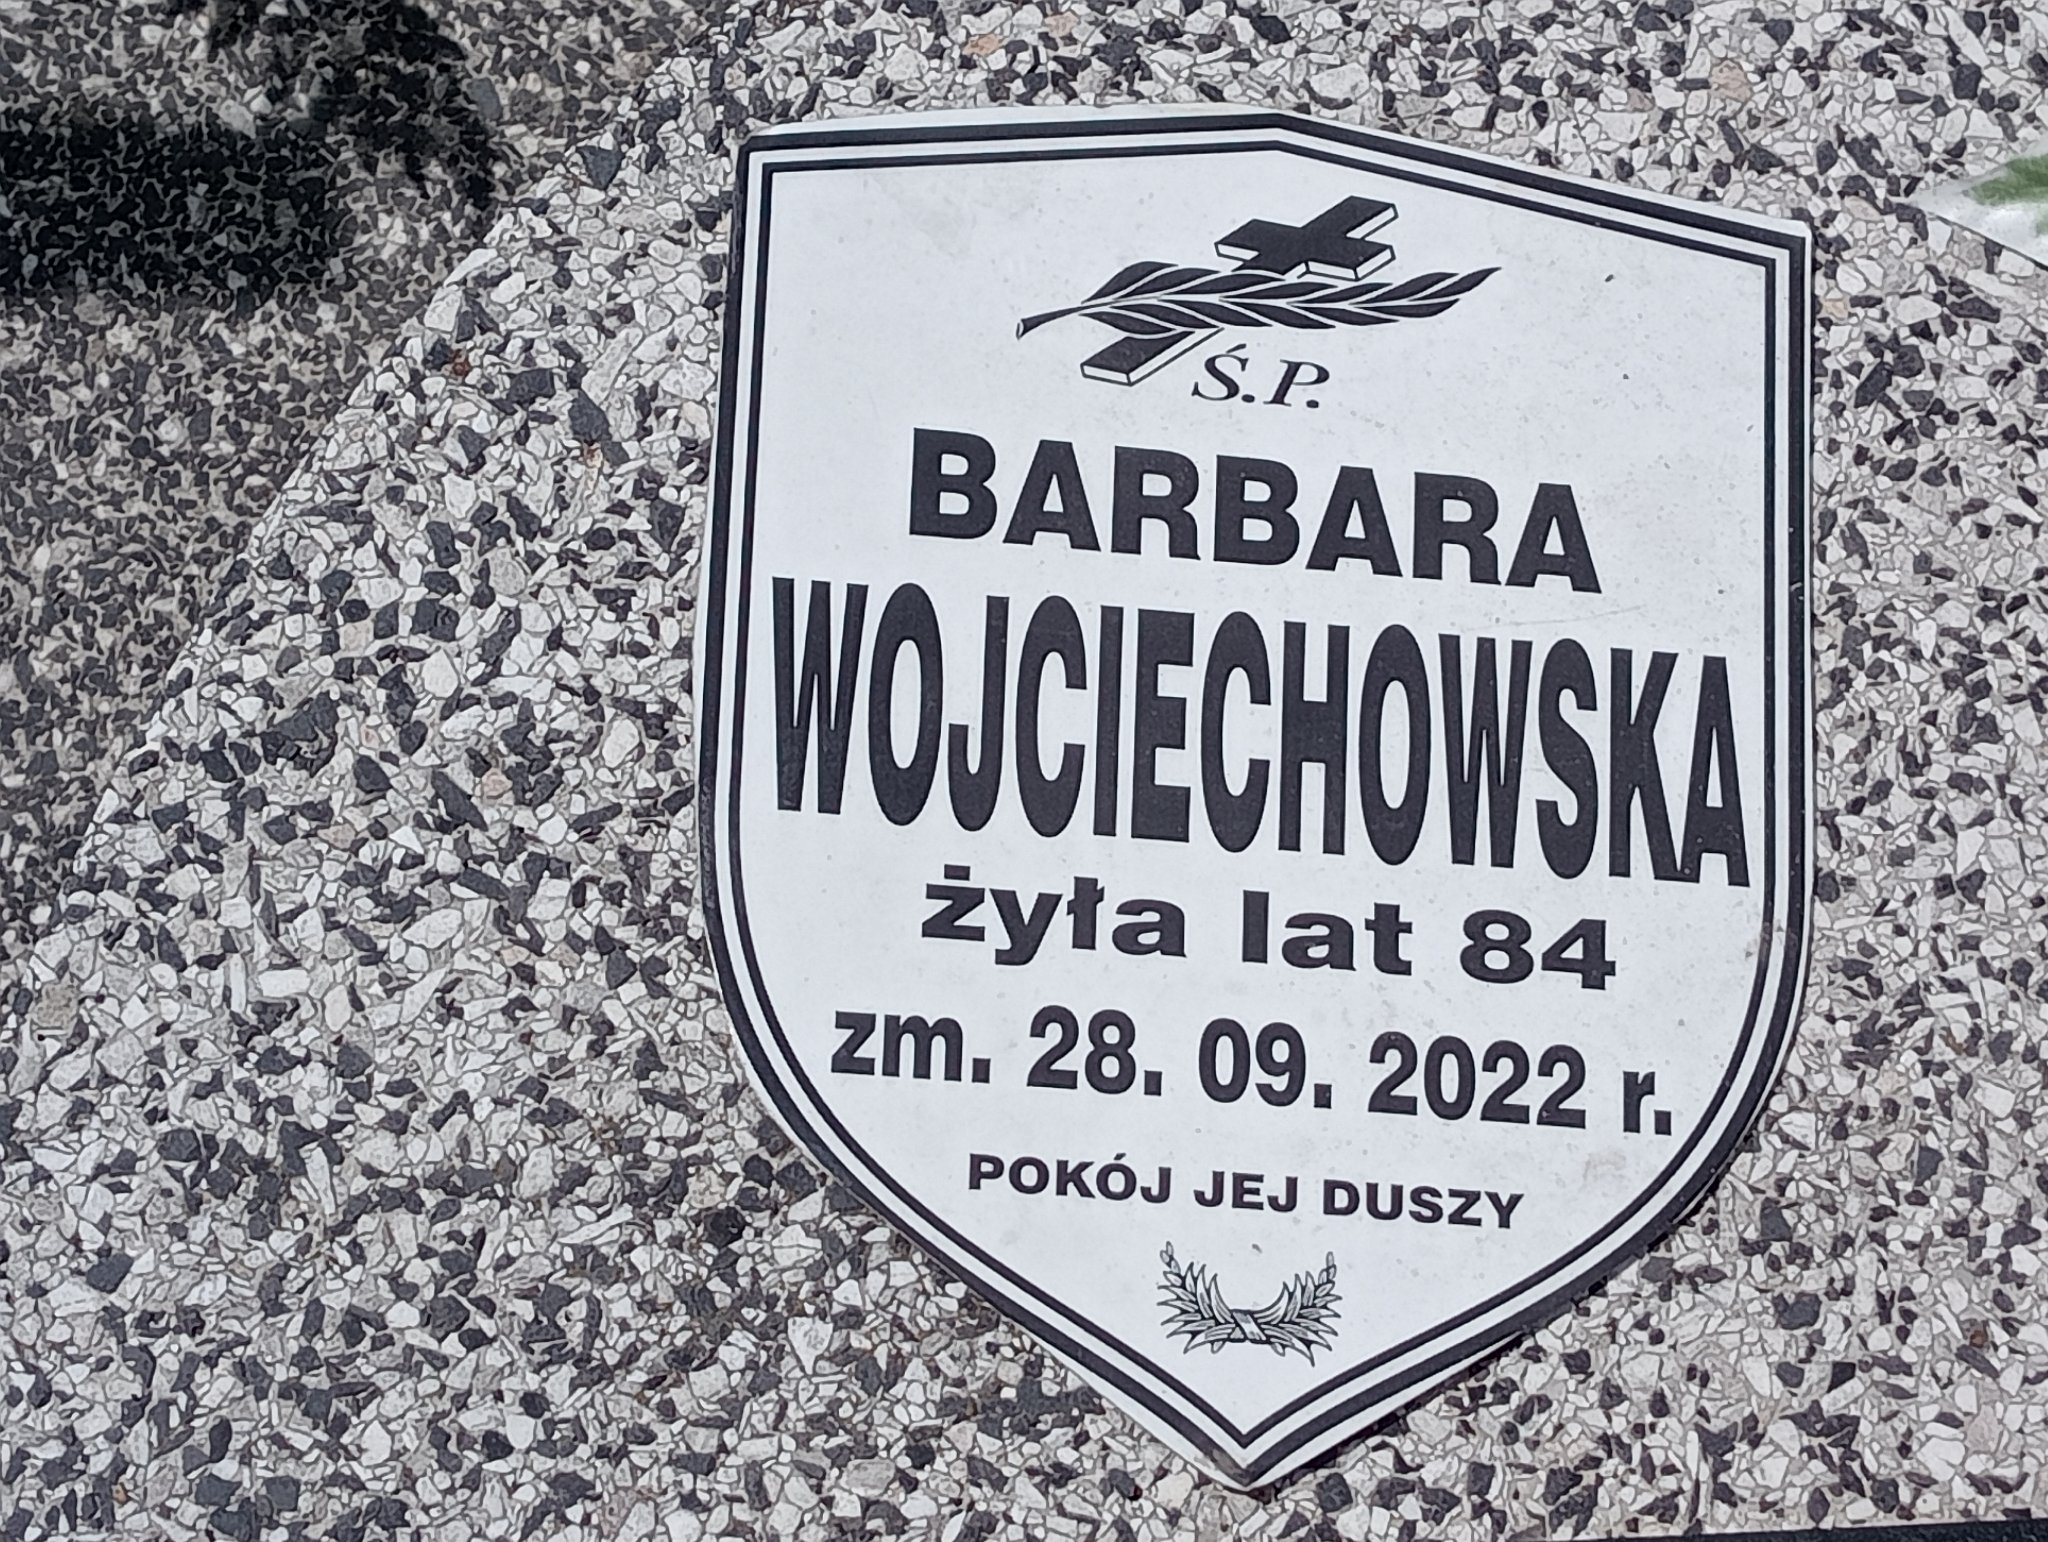 Ś.P.
BARBARA
WOJCIECHOWSKA
żyła lat 84
zm. 28. 09. 2022 r.
POKÓJ JEJ DUSZY